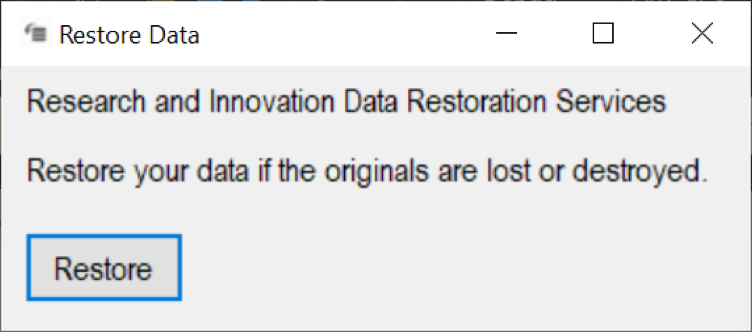 Restore Data
Research and Innovation Data Restoration Services
Restore your data if the originals are lost or destroyed.
Restore